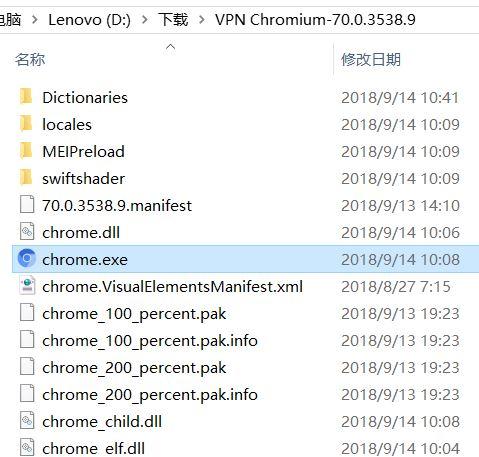 电脑 > Lenovo (D:) > 下载 > VPN Chromium-70.0.3538.9
名称 修改日期
Dictionaries 2018/9/14 10:41
locales 2018/9/14 10:09
MEIPreload 2018/9/14 10:09
swiftshader 2018/9/14 10:09
70.0.3538.9.manifest 2018/9/13 14:10
chrome.dll 2018/9/14 10:06
chrome.exe 2018/9/14 10:08
chrome.VisualElementsManifest.xml 2018/8/27 7:15
chrome_100_percent.pak 2018/9/13 19:23
chrome_100_percent.pak.info 2018/9/13 19:23
chrome_200_percent.pak 2018/9/13 19:23
chrome_200_percent.pak.info 2018/9/13 19:23
chrome_child.dll 2018/9/14 10:08
chrome_elf.dll 2018/9/14 10:04